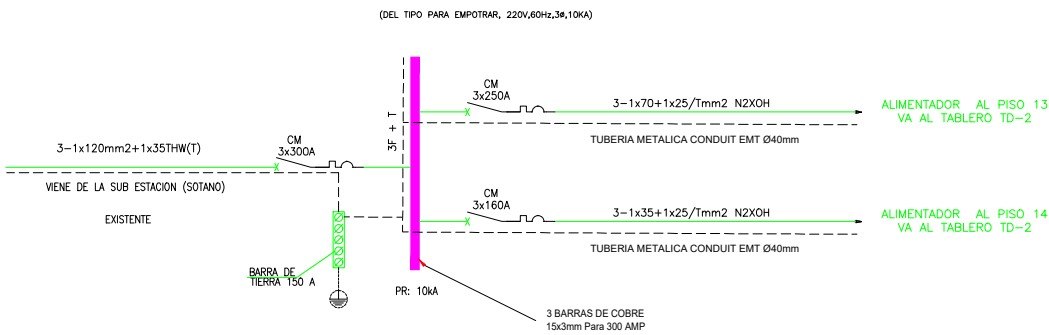 (DEL TIPO PARA EMPOTRAR, 220V,60Hz,3ø,10KA)
CM
3x250A
3-1x70+1x25/Tmm2 N2XOH
ALIMENTADOR AL PISO 13
VA AL TABLERO TD-2
TUBERIA METALICA CONDUIT EMT Ø40mm
3F + T
3-1x120mm2+1x35THW(T)
CM
3x300A
VIENE DE LA SUB ESTACION (SOTANO)
EXISTENTE
CM
3x160A
3-1x35+1x25/Tmm2 N2XOH
ALIMENTADOR AL PISO 14
VA AL TABLERO TD-2
TUBERIA METALICA CONDUIT EMT Ø40mm
BARRA DE
TIERRA 150 A
PR: 10kA
3 BARRAS DE COBRE
15x3mm Para 300 AMP